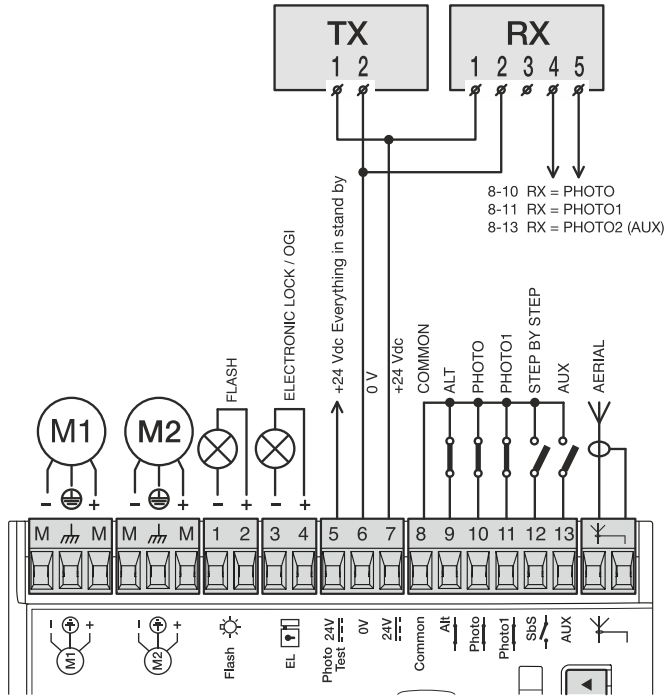 TX
RX
1 2
1 2 3 4 5
8-10 RX = PHOTO
8-11 RX = PHOTO1
8-13 RX = PHOTO2 (AUX)
FLASH
ELECTRONIC LOCK / OGI
+24 Vdc Everything in stand by
0 V
+24 Vdc
COMMON
ALT
PHOTO
PHOTO1
STEP BY STEP
AUX
AERIAL
M1
M2
- +
- +
- +
- +
M M M M 1 2 3 4 5 6 7 8 9 10 11 12 13
- +
M1
- +
M2
Flash
EL
Photo Test
24V
0V
24V
Common
Alt
Photo
Photo1
SbS
AUX